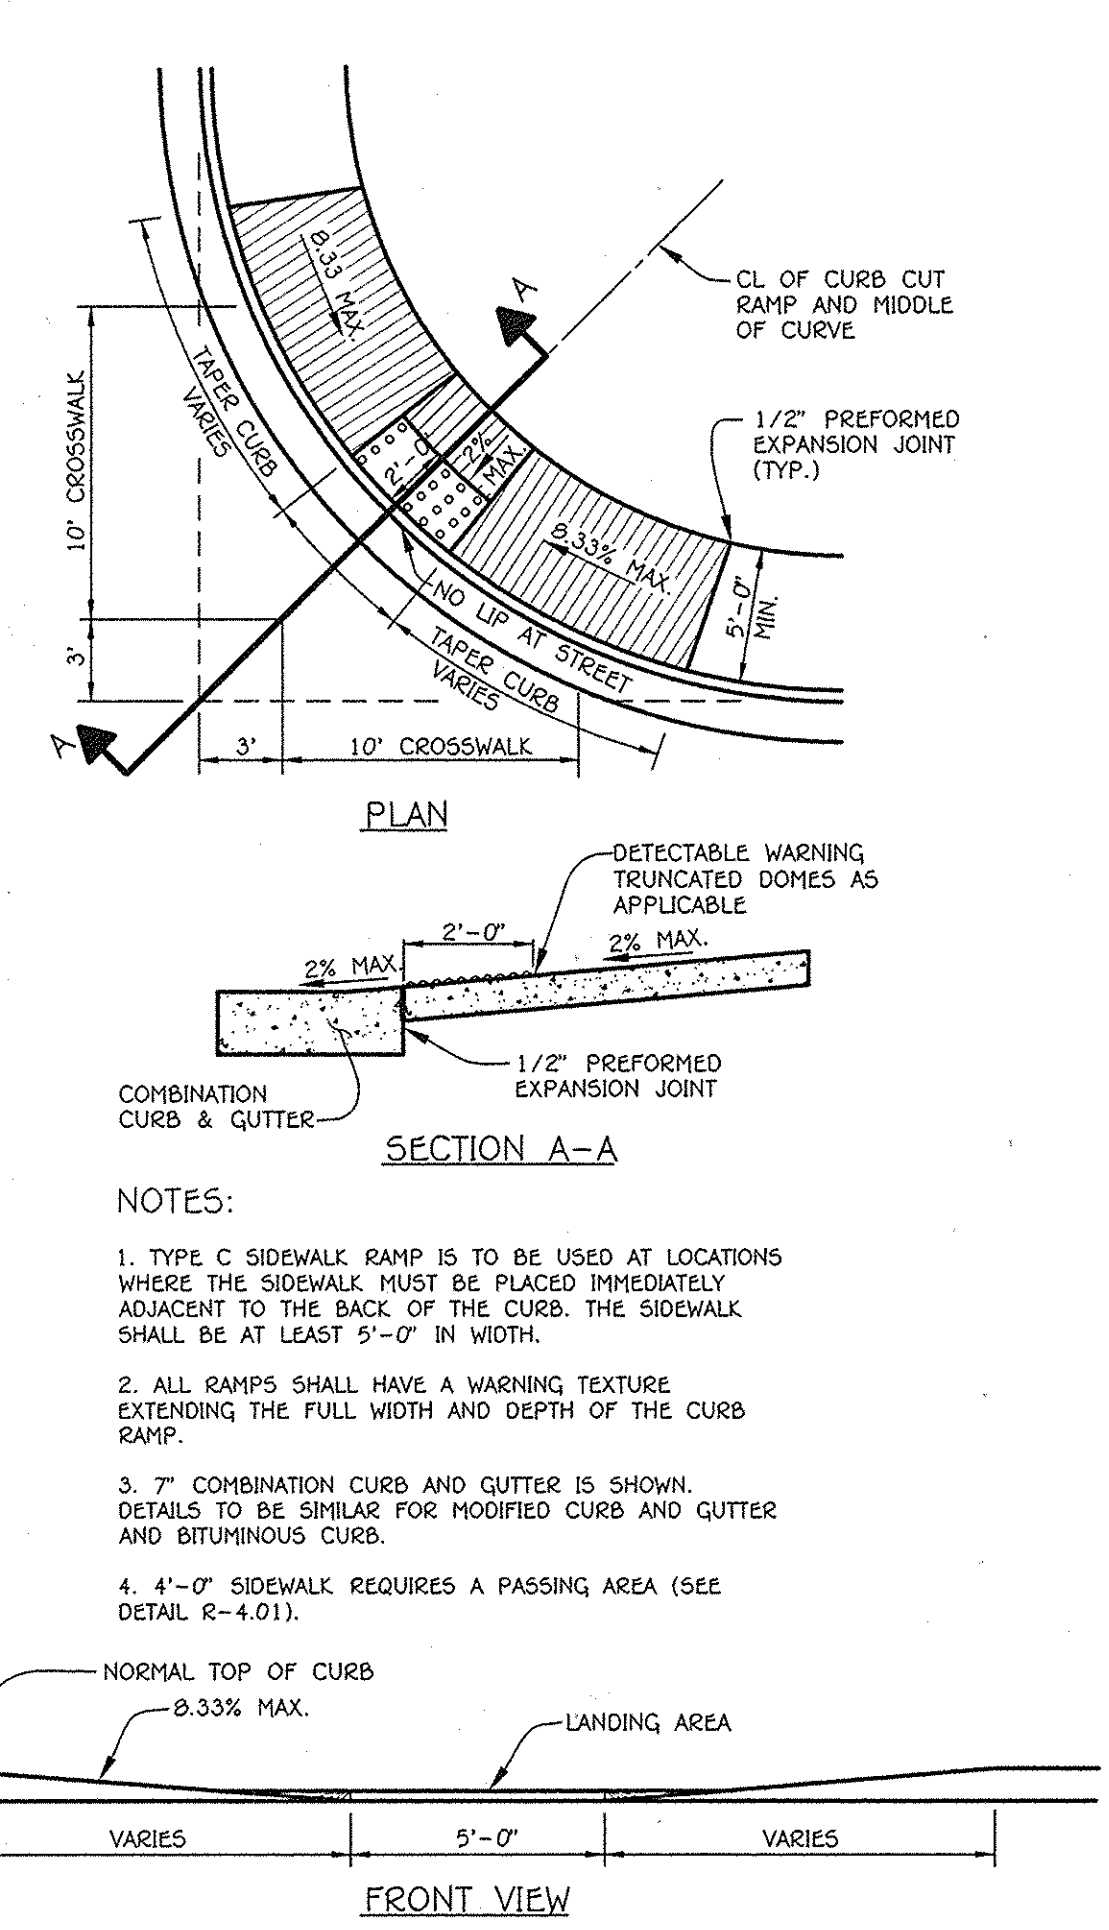 A
CL OF CURB CUT
RAMP AND MIDDLE
OF CURVE
8.33 MAX.
TAPER CURB
VARIES
10' CROSSWALK
1/2" PREFORMED
EXPANSION JOINT
(TYP.)
2'-0
2%
MAX.
8.33% MAX.
5'-0"
MIN.
NO LIP AT STREET
TAPER CURB
VARIES
3'
A
3'
10' CROSSWALK
PLAN
DETECTABLE WARNING
TRUNCATED DOMES AS
APPLICABLE
2'-0"
2% MAX.
2% MAX.
1/2" PREFORMED
EXPANSION JOINT
COMBINATION
CURB & GUTTER
SECTION A-A
NOTES:
1. TYPE C SIDEWALK RAMP IS TO BE USED AT LOCATIONS
WHERE THE SIDEWALK MUST BE PLACED IMMEDIATELY
ADJACENT TO THE BACK OF THE CURB. THE SIDEWALK
SHALL BE AT LEAST 5'-0" IN WIDTH.
2. ALL RAMPS SHALL HAVE A WARNING TEXTURE
EXTENDING THE FULL WIDTH AND DEPTH OF THE CURB
RAMP.
3. 7" COMBINATION CURB AND GUTTER IS SHOWN.
DETAILS TO BE SIMILAR FOR MODIFIED CURB AND GUTTER
AND BITUMINOUS CURB.
4. 4'-0" SIDEWALK REQUIRES A PASSING AREA (SEE
DETAIL R-4.01).
NORMAL TOP OF CURB
8.33% MAX.
LANDING AREA
VARIES
5'-0"
VARIES
FRONT VIEW